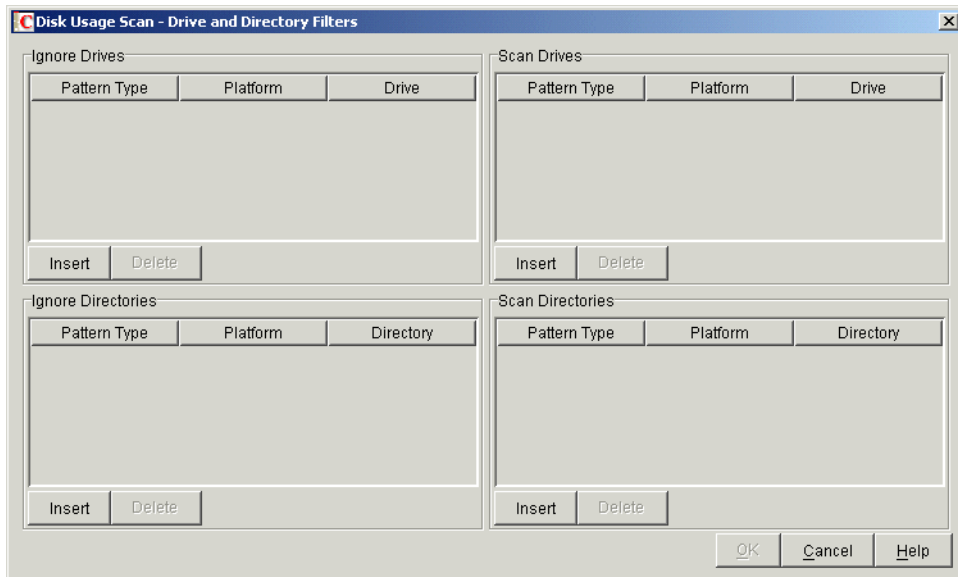 C Disk Usage Scan - Drive and Directory Filters
Ignore Drives
Pattern Type Platform Drive
Insert Delete
Scan Drives
Pattern Type Platform Drive
Insert Delete
Ignore Directories
Pattern Type Platform Directory
Insert Delete
Scan Directories
Pattern Type Platform Directory
Insert Delete
OK Cancel Help